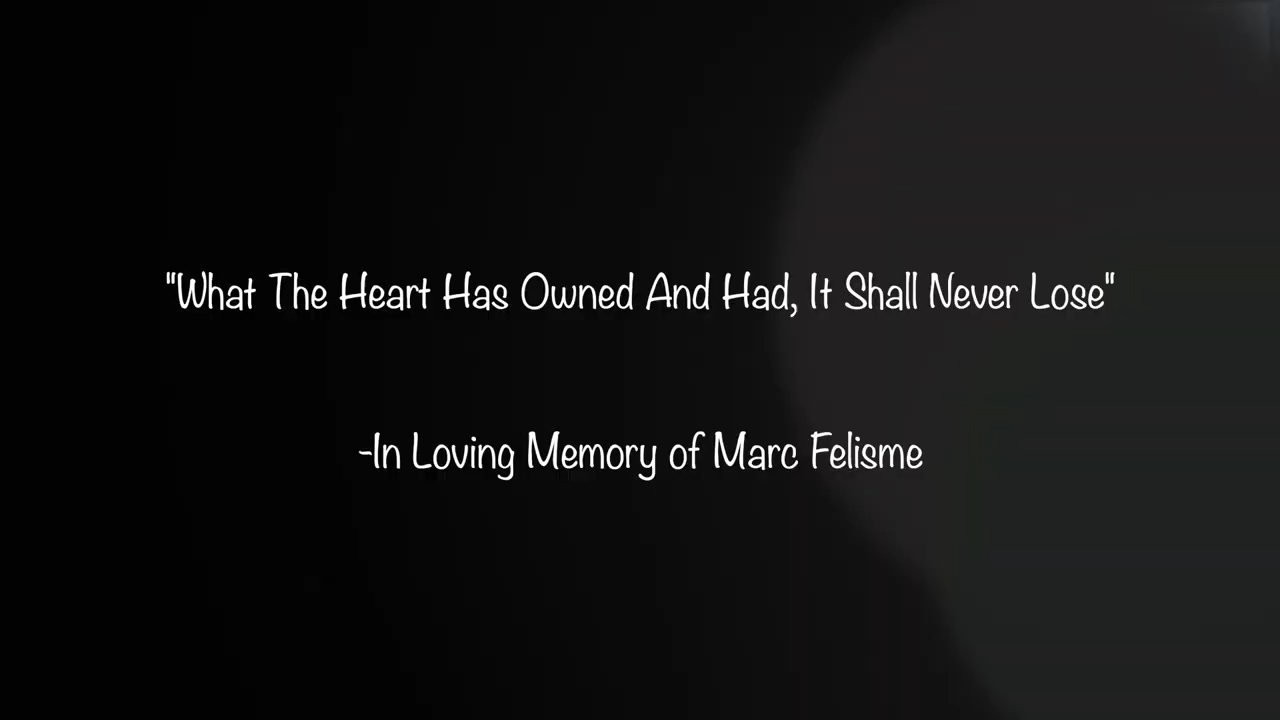 "What The Heart Has Owned And Had, It Shall Never Lose"
-In Loving Memory of Marc Felisme